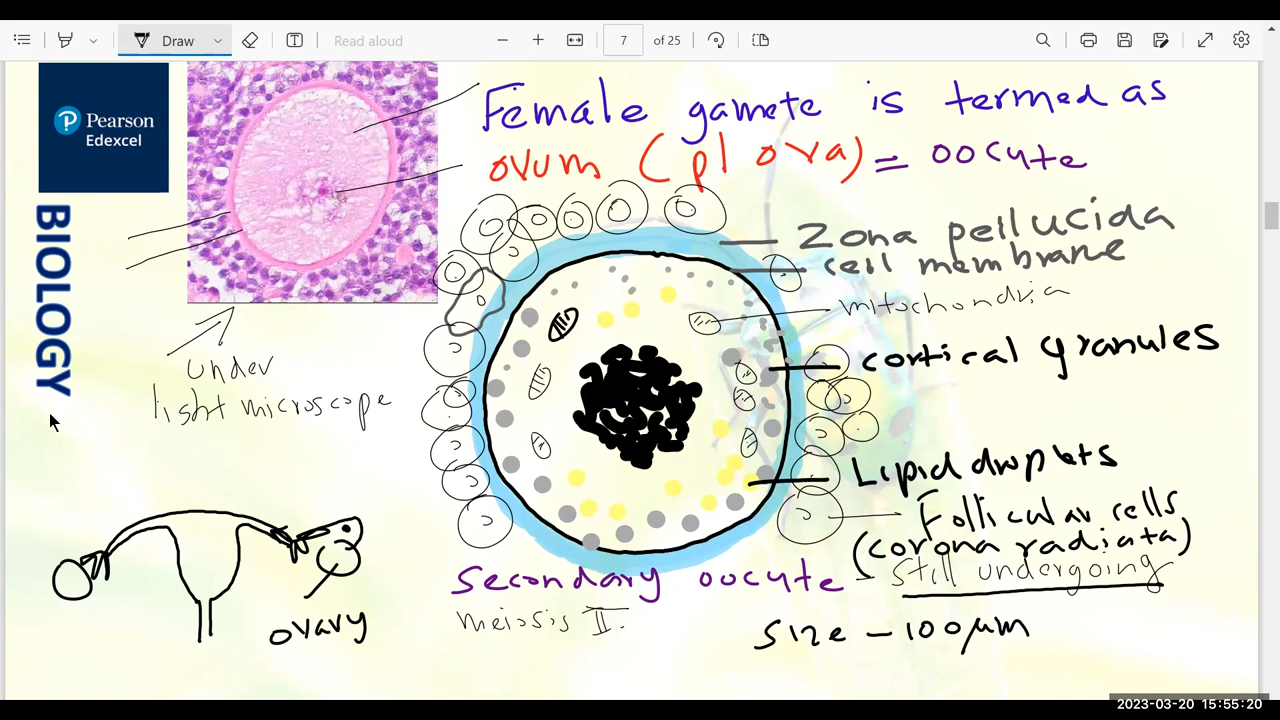 Draw
Read aloud
7
of 25
Pearson
Edexcel
BIOLOGY
Female gamete is termed as
ovum (pl ova) = oocyte
Zona pellucida
cell membrane
mitochondria
cortical granules
under
light microscope
Lipid droplets
Follicular cells
(corona radiata)
secondary oocyte - still undergoing
meiosis II.
size - 100μm
ovary
2023-03-20 15:55:20